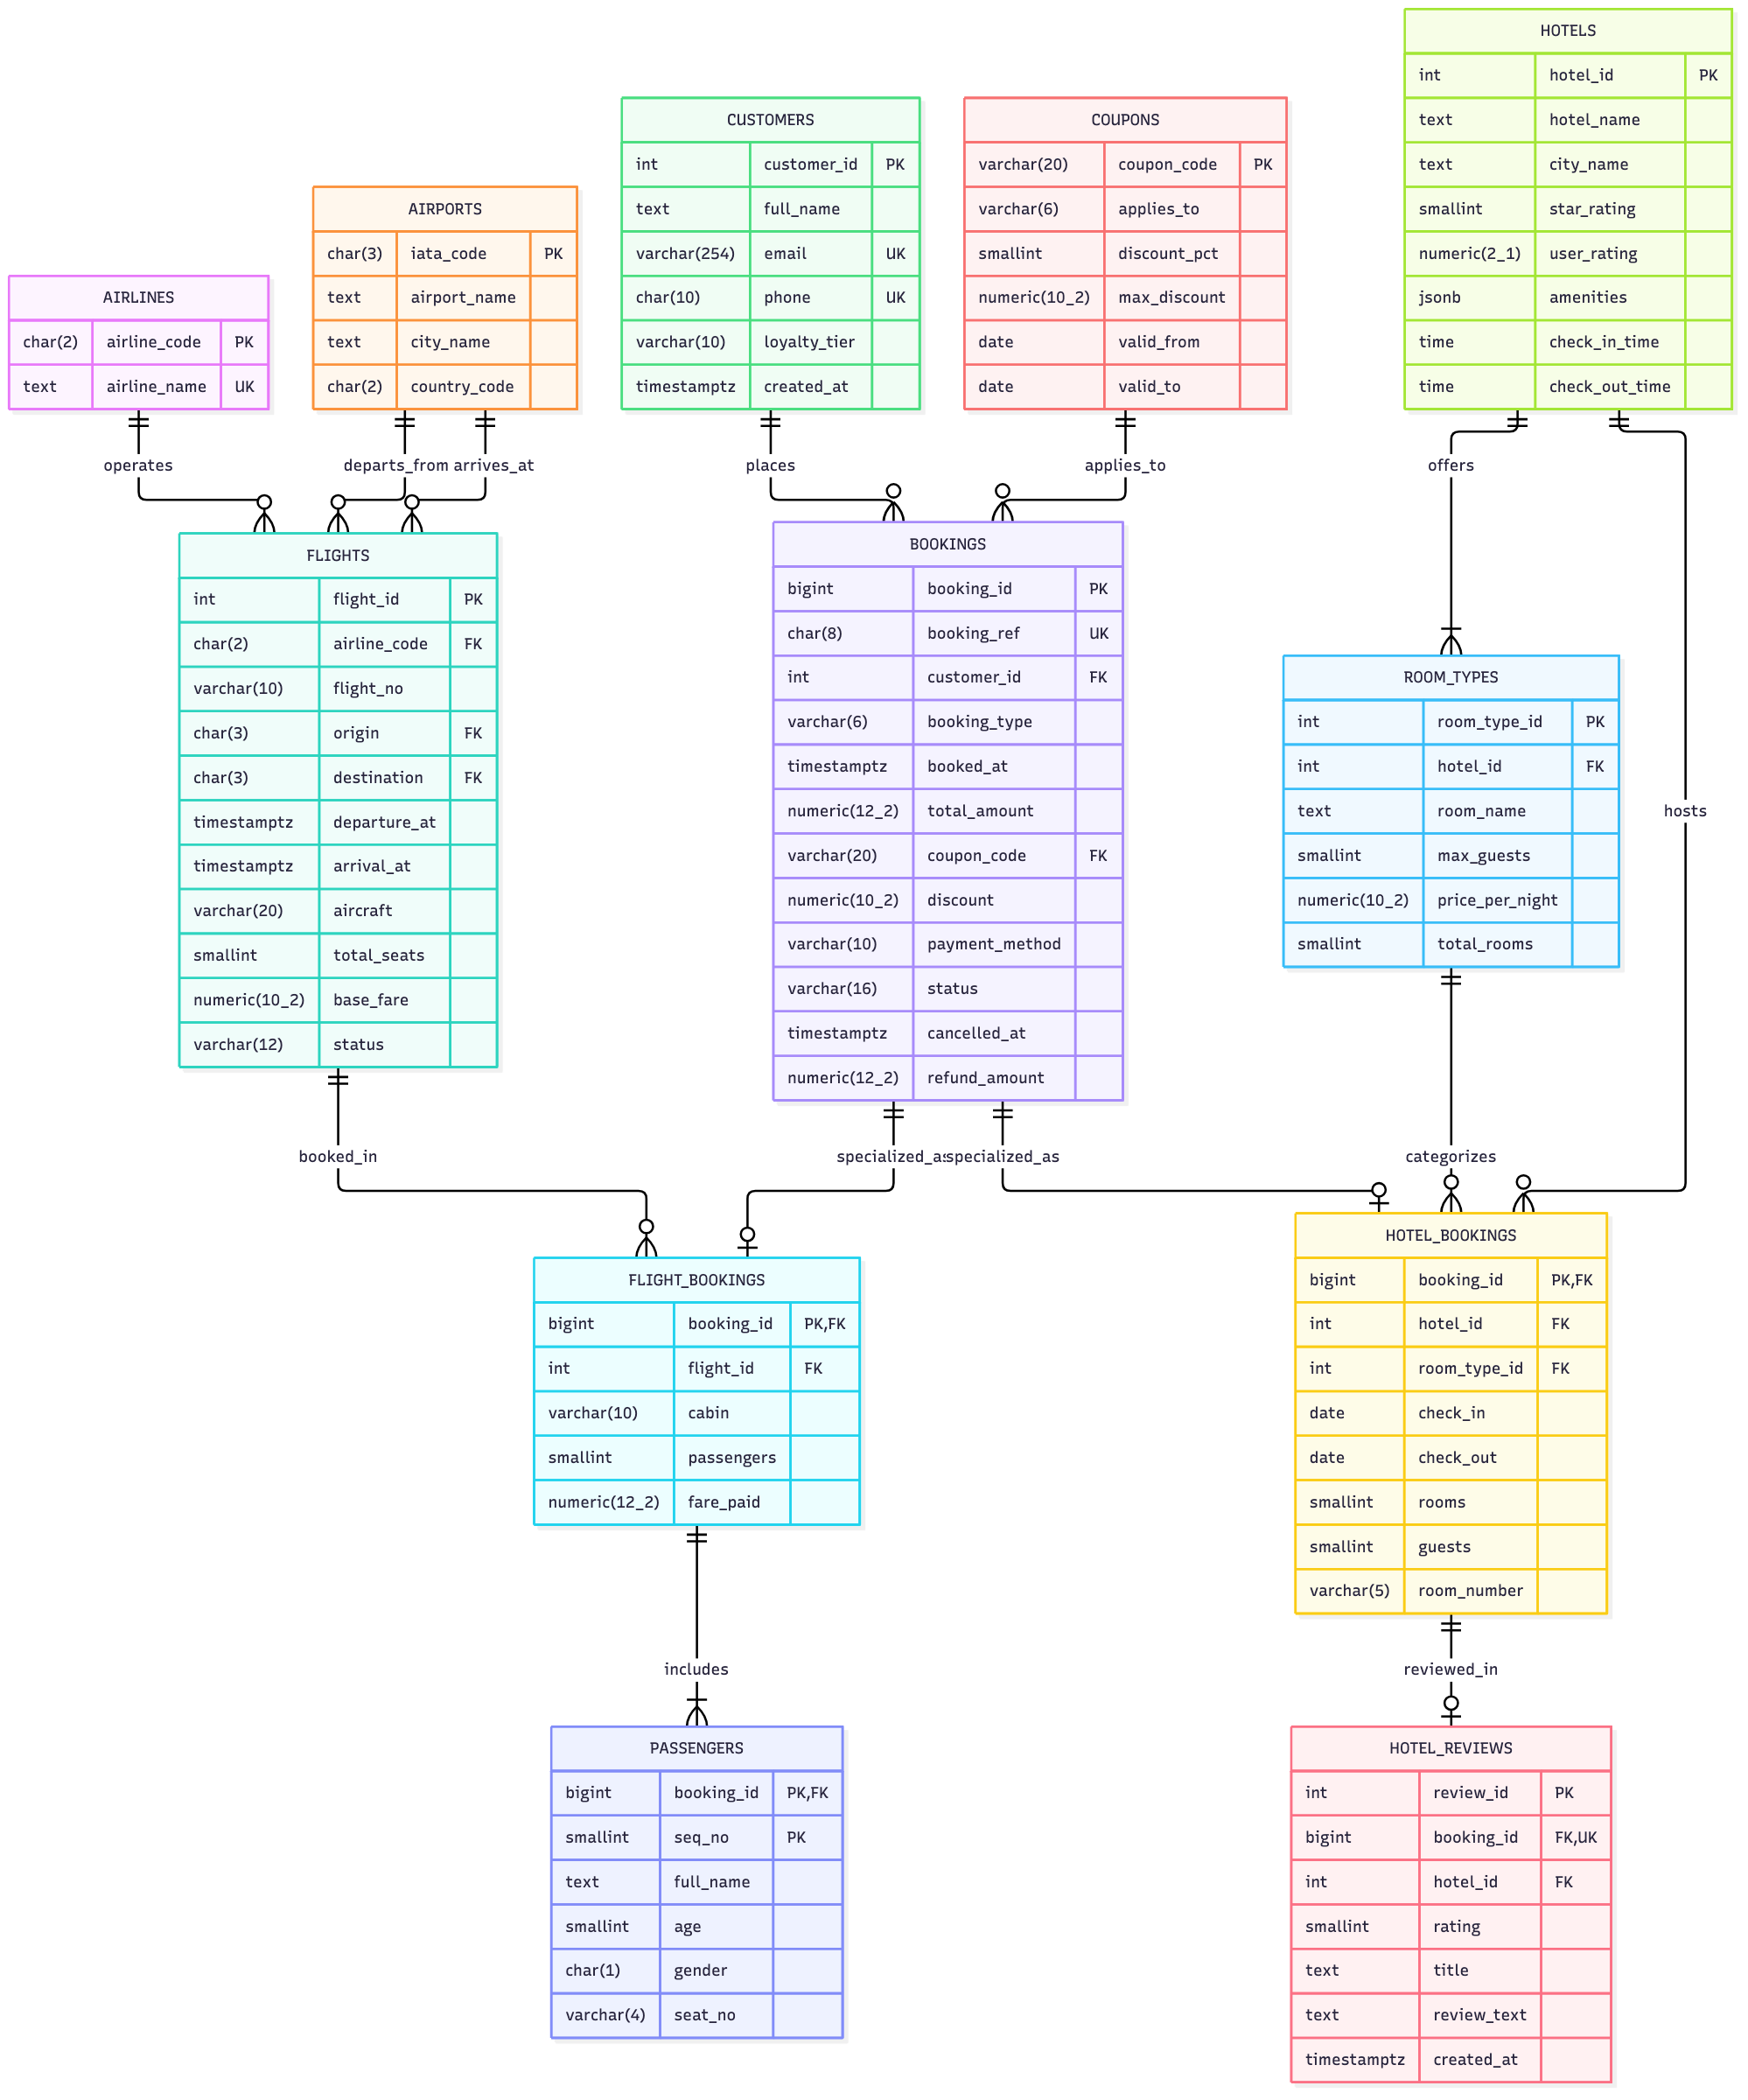 HOTELS
int hotel_id PK
text hotel_name
text city_name
smallint star_rating
numeric(2_1) user_rating
jsonb amenities
time check_in_time
time check_out_time
CUSTOMERS
int customer_id PK
text full_name
varchar(254) email UK
char(10) phone UK
varchar(10) loyalty_tier
timestamptz created_at
COUPONS
varchar(20) coupon_code PK
varchar(6) applies_to
smallint discount_pct
numeric(10_2) max_discount
date valid_from
date valid_to
AIRPORTS
char(3) iata_code PK
text airport_name
text city_name
char(2) country_code
AIRLINES
char(2) airline_code PK
text airline_name UK
operates
departs_from
arrives_at
places
applies_to
offers
hosts
FLIGHTS
int flight_id PK
char(2) airline_code FK
varchar(10) flight_no
char(3) origin FK
char(3) destination FK
timestamptz departure_at
timestamptz arrival_at
varchar(20) aircraft
smallint total_seats
numeric(10_2) base_fare
varchar(12) status
BOOKINGS
bigint booking_id PK
char(8) booking_ref UK
int customer_id FK
varchar(6) booking_type
timestamptz booked_at
numeric(12_2) total_amount
varchar(20) coupon_code FK
numeric(10_2) discount
varchar(10) payment_method
varchar(16) status
timestamptz cancelled_at
numeric(12_2) refund_amount
ROOM_TYPES
int room_type_id PK
int hotel_id FK
text room_name
smallint max_guests
numeric(10_2) price_per_night
smallint total_rooms
booked_in
specialized_as
specialized_as
categorizes
FLIGHT_BOOKINGS
bigint booking_id PK,FK
int flight_id FK
varchar(10) cabin
smallint passengers
numeric(12_2) fare_paid
HOTEL_BOOKINGS
bigint booking_id PK,FK
int hotel_id FK
int room_type_id FK
date check_in
date check_out
smallint rooms
smallint guests
varchar(5) room_number
includes
reviewed_in
PASSENGERS
bigint booking_id PK,FK
smallint seq_no PK
text full_name
smallint age
char(1) gender
varchar(4) seat_no
HOTEL_REVIEWS
int review_id PK
bigint booking_id FK,UK
int hotel_id FK
smallint rating
text title
text review_text
timestamptz created_at